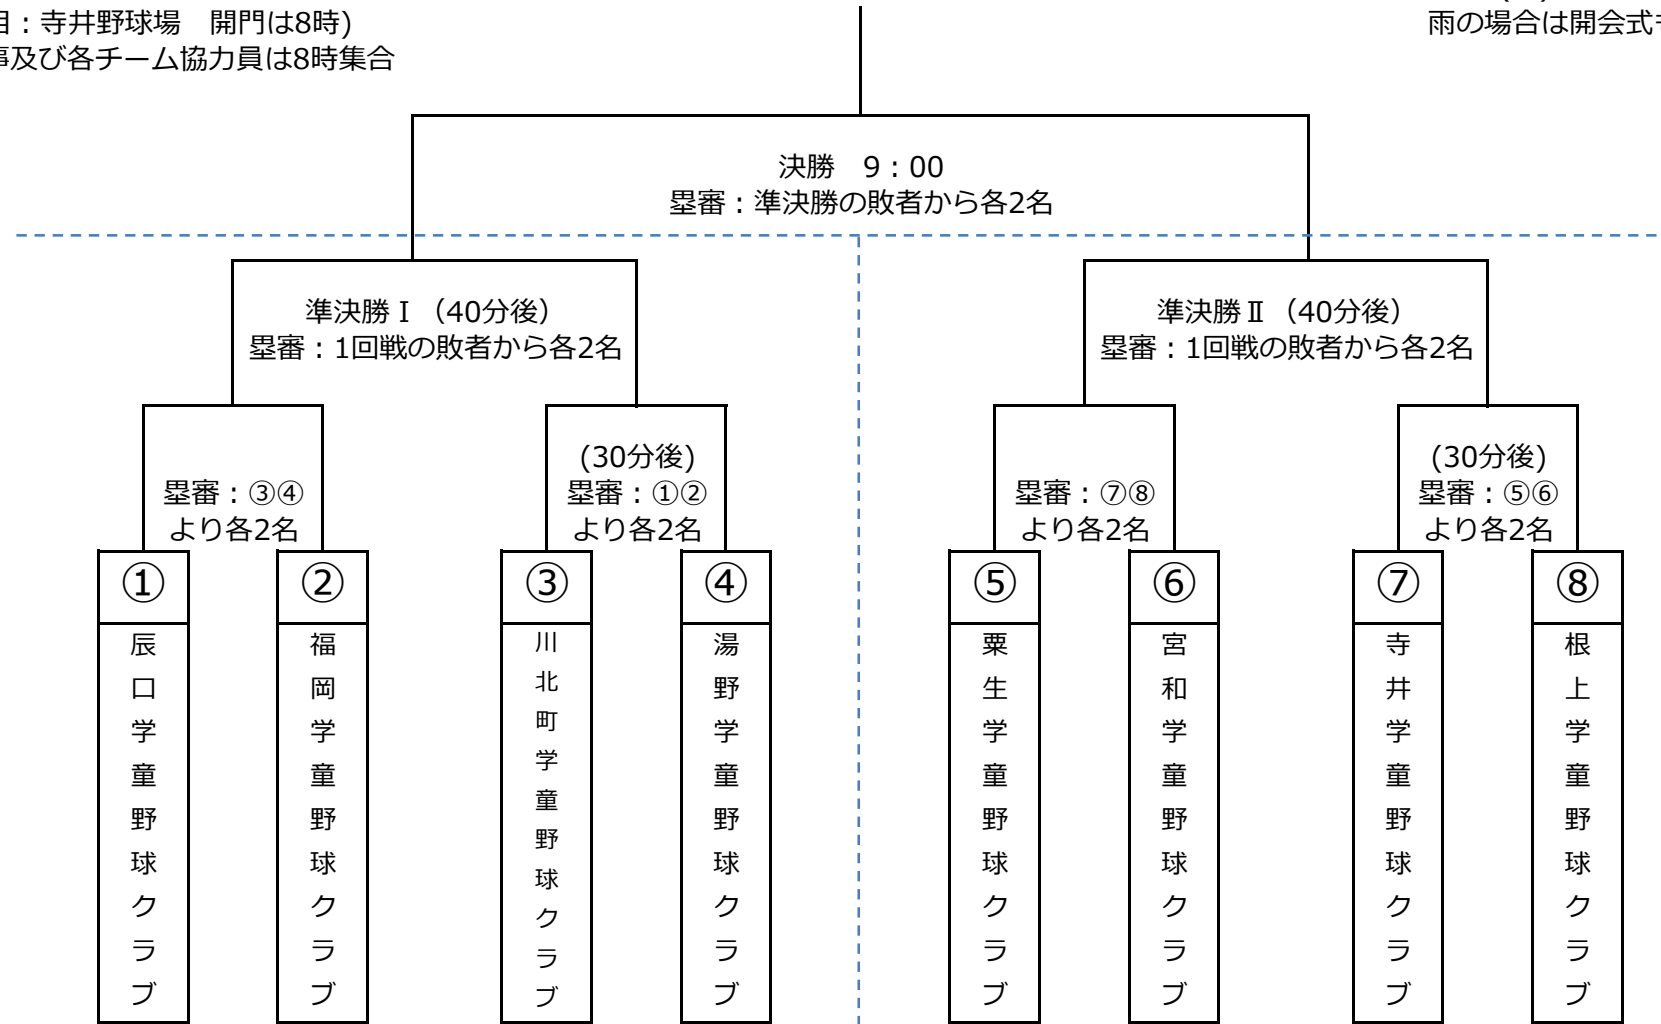 ：寺井野球場　開門は8時)
及び各チーム協力員は8時集合
雨の場合は開会式
決勝　9：00
塁審：準決勝の敗者から各2名
準決勝Ⅰ（40分後）
塁審：1回戦の敗者から各2名
準決勝Ⅱ（40分後）
塁審：1回戦の敗者から各2名
塁審：③④
より各2名
(30分後)
塁審：①②
より各2名
塁審：⑦⑧
より各2名
(30分後)
塁審：⑤⑥
より各2名
①
辰口学童野球クラブ
②
福岡学童野球クラブ
③
川北町学童野球クラブ
④
湯野学童野球クラブ
⑤
粟生学童野球クラブ
⑥
宮和学童野球クラブ
⑦
寺井学童野球クラブ
⑧
根上学童野球クラブ